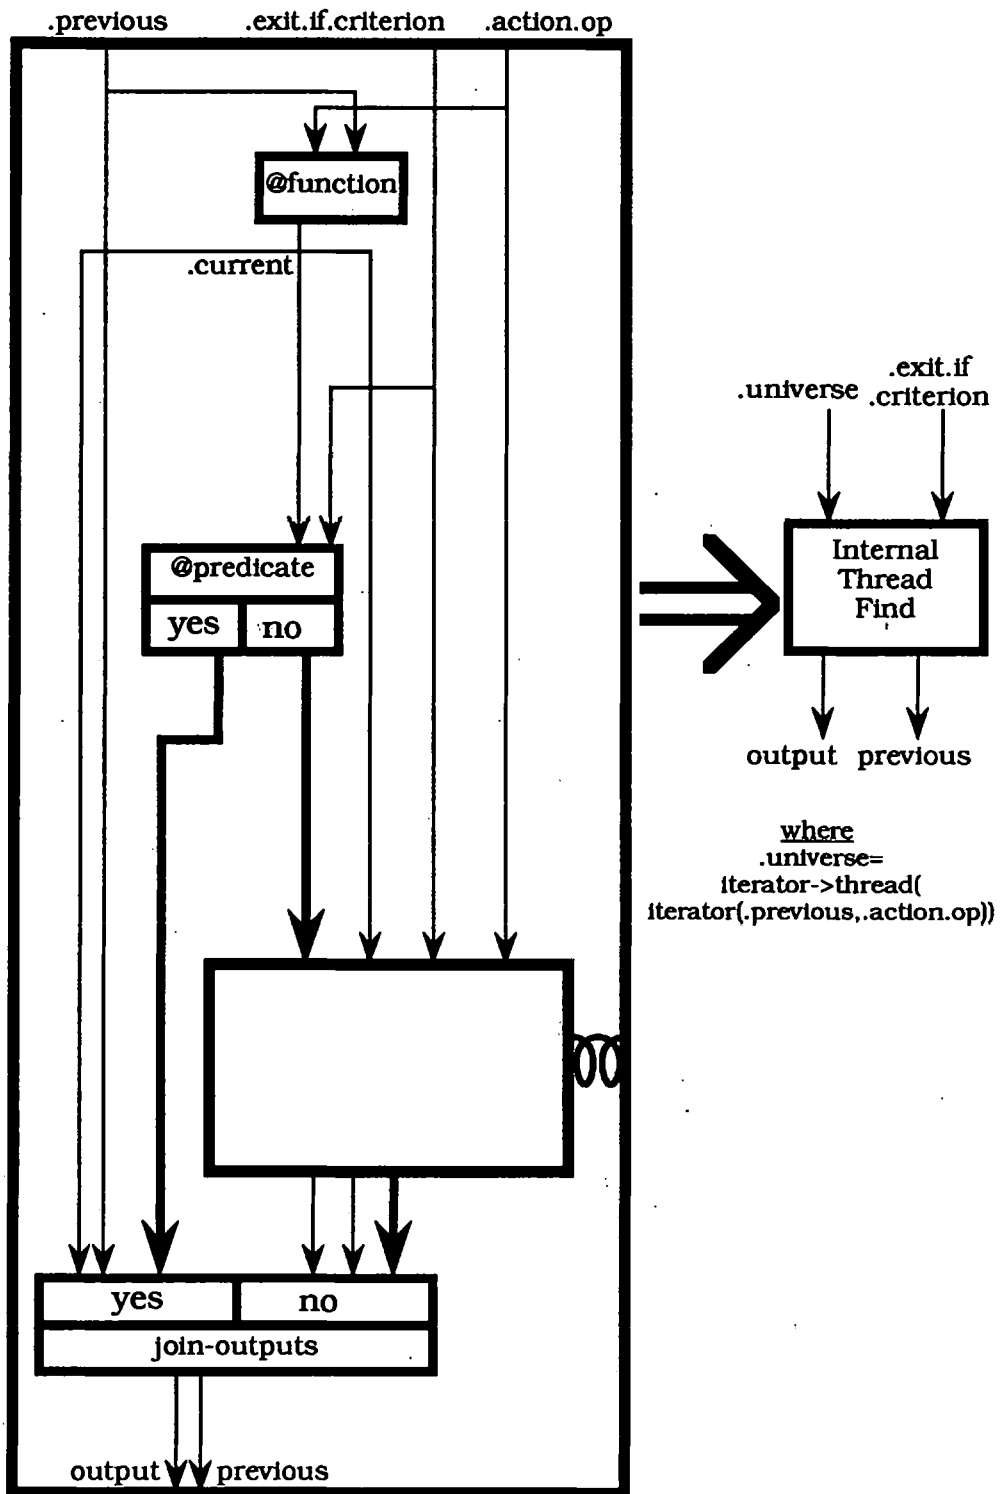 .previous .exit.if.criterion .action.op
@function
.current
@predicate
yes no
yes no
join-outputs
output previous
.universe .exit.if .criterion
Internal
Thread
Find
output previous
where
.universe=
iterator->thread(
iterator(.previous,.action.op))